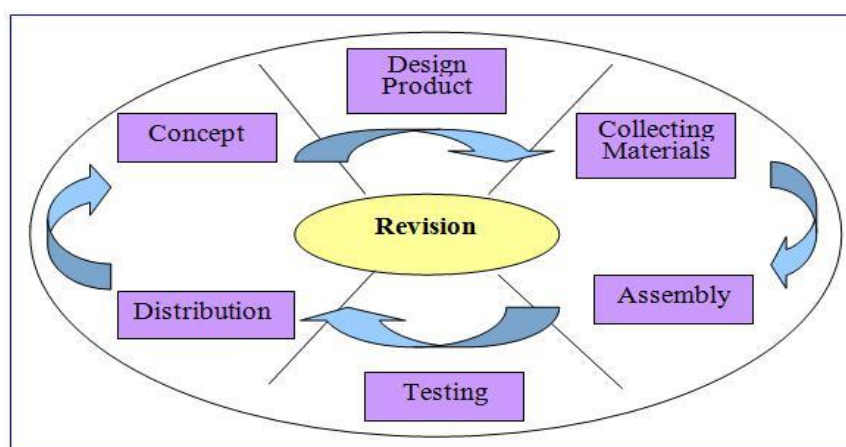 Design
Product
Concept
Collecting
Materials
Revision
Distribution
Assembly
Testing